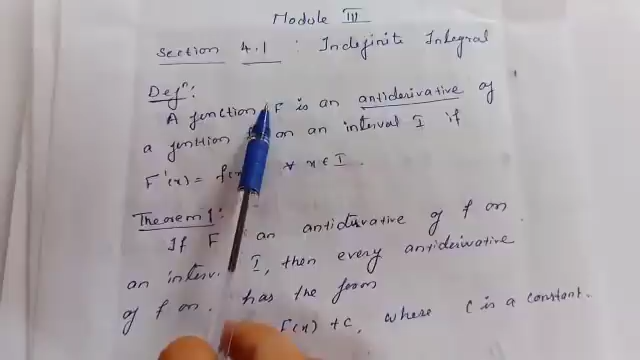 Module III
Section 4.1 : Indefinite Integral
Defⁿ:
A function F is an antiderivative of
a function on an interval I if
F'(x) = ∀ x ∈ I.
Theorem 1:
If F an antiderivative of f on
an I, then every antiderivative
of f on has the form
F(x) + C, where C is a constant.